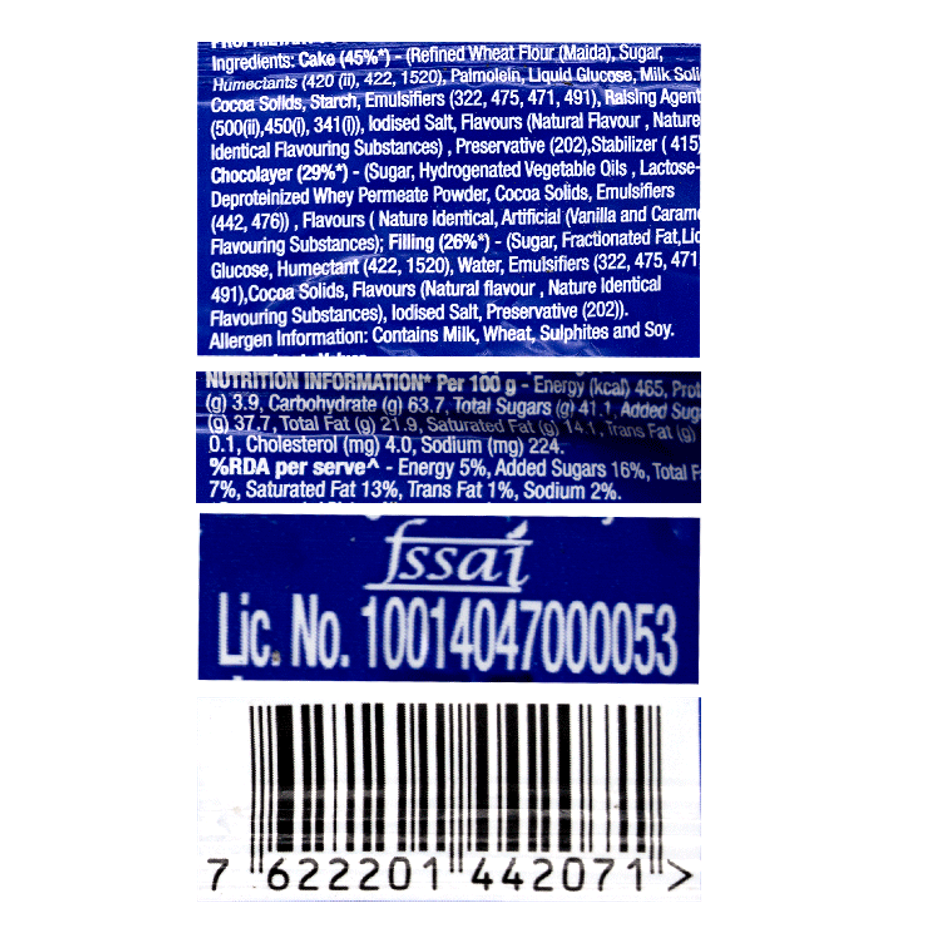 Ingredients: Cake (45%*) - (Refined Wheat Flour (Maida), Sugar,
Humectants (420 (ii), 422, 1520), Palmolein, Liquid Glucose, Milk Soli
Cocoa Solids, Starch, Emulsifiers (322, 475, 471, 491), Raising Agent
(500(ii),450(i), 341(i)), Iodised Salt, Flavours (Natural Flavour , Nature
Identical Flavouring Substances) , Preservative (202),Stabilizer ( 415)
Chocolayer (29%*) - (Sugar, Hydrogenated Vegetable Oils , Lactose-
Deproteinized Whey Permeate Powder, Cocoa Solids, Emulsifiers
(442, 476)) , Flavours ( Nature Identical, Artificial (Vanilla and Carame
Flavouring Substances); Filling (26%*) - (Sugar, Fractionated Fat,Liq
Glucose, Humectant (422, 1520), Water, Emulsifiers (322, 475, 471
491),Cocoa Solids, Flavours (Natural flavour , Nature Identical
Flavouring Substances), Iodised Salt, Preservative (202)).
Allergen Information: Contains Milk, Wheat, Sulphites and Soy.
NUTRITION INFORMATION* Per 100 g - Energy (kcal) 465, Prot
(g) 3.9, Carbohydrate (g) 63.7, Total Sugars (g) 41.1, Added Sug
(g) 37.7, Total Fat (g) 21.9, Saturated Fat (g) 14.1, Trans Fat (g)
0.1, Cholesterol (mg) 4.0, Sodium (mg) 224.
%RDA per serve^ - Energy 5%, Added Sugars 16%, Total F
7%, Saturated Fat 13%, Trans Fat 1%, Sodium 2%.
fssai
Lic. No. 10014047000053
7 622201 442071 >